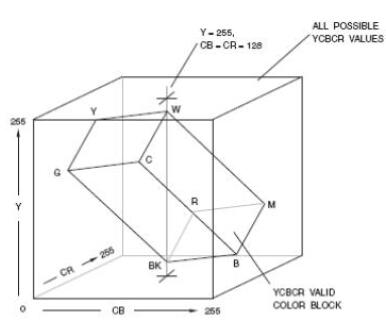 ALL POSSIBLE
YCBCR VALUES
Y = 255,
CB = CR = 128
255
Y
W
G
C
R
M
Y
CR
255
BK
B
0
CB
255
YCBCR VALID
COLOR BLOCK